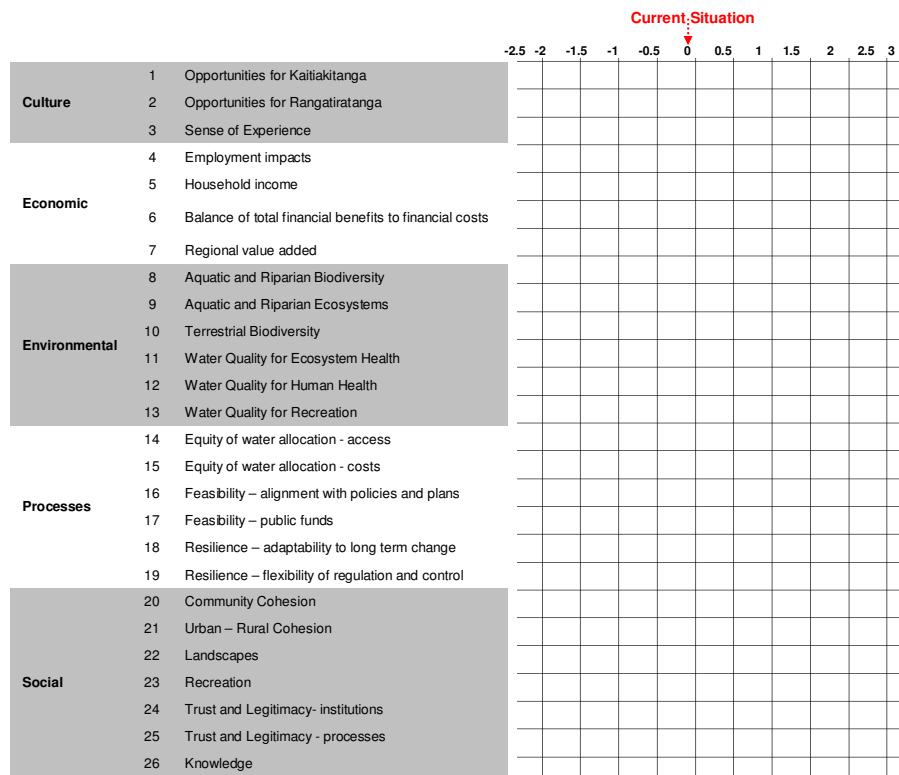 Current Situation
-2.5 -2 -1.5 -1 -0.5 0 0.5 1 1.5 2 2.5 3
Culture
1 Opportunities for Kaitiakitanga
2 Opportunities for Rangatiratanga
3 Sense of Experience
Economic
4 Employment impacts
5 Household income
6 Balance of total financial benefits to financial costs
7 Regional value added
Environmental
8 Aquatic and Riparian Biodiversity
9 Aquatic and Riparian Ecosystems
10 Terrestrial Biodiversity
11 Water Quality for Ecosystem Health
12 Water Quality for Human Health
13 Water Quality for Recreation
Processes
14 Equity of water allocation - access
15 Equity of water allocation - costs
16 Feasibility – alignment with policies and plans
17 Feasibility – public funds
18 Resilience – adaptability to long term change
19 Resilience – flexibility of regulation and control
Social
20 Community Cohesion
21 Urban – Rural Cohesion
22 Landscapes
23 Recreation
24 Trust and Legitimacy- institutions
25 Trust and Legitimacy - processes
26 Knowledge